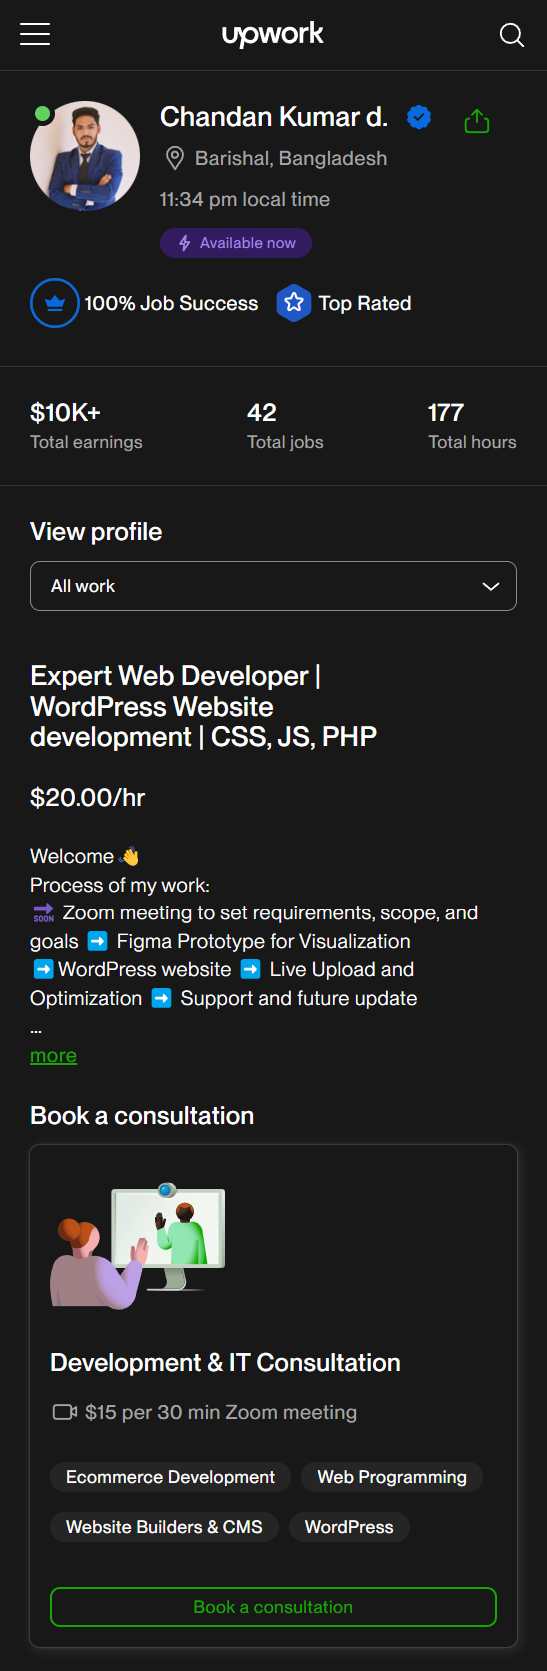 upwork
Chandan Kumar d.
Barishal, Bangladesh
11:34 pm local time
Available now
100% Job Success
Top Rated
$10K+
Total earnings
42
Total jobs
177
Total hours
View profile
All work
Expert Web Developer |
WordPress Website
development | CSS, JS, PHP
$20.00/hr
Welcome 👋
Process of my work:
🔜 Zoom meeting to set requirements, scope, and
goals ➡️ Figma Prototype for Visualization
➡️ WordPress website ➡️ Live Upload and
Optimization ➡️ Support and future update
...
more
Book a consultation
Development & IT Consultation
$15 per 30 min Zoom meeting
Ecommerce Development
Web Programming
Website Builders & CMS
WordPress
Book a consultation